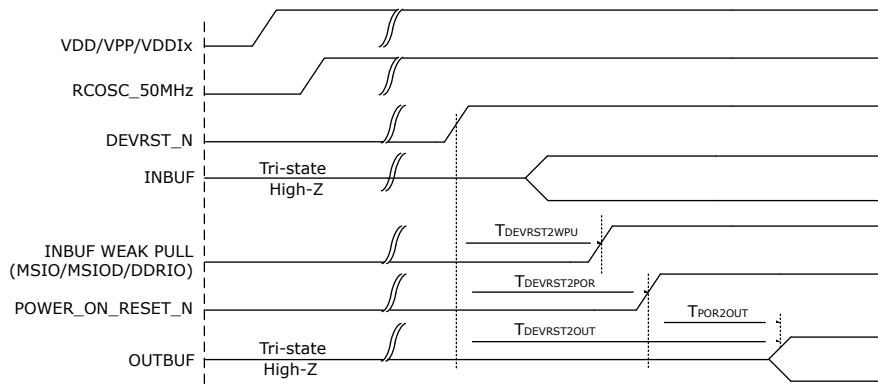 VDD/VPP/VDDIx
RCOSC_50MHz
DEVRST_N
INBUF
Tri-state
High-Z
INBUF WEAK PULL
(MSIO/MSIOD/DDRIO)
TDEVRST2WPU
POWER_ON_RESET_N
TDEVRST2POR
TPOR2OUT
TDEVRST2OUT
OUTBUF
Tri-state
High-Z